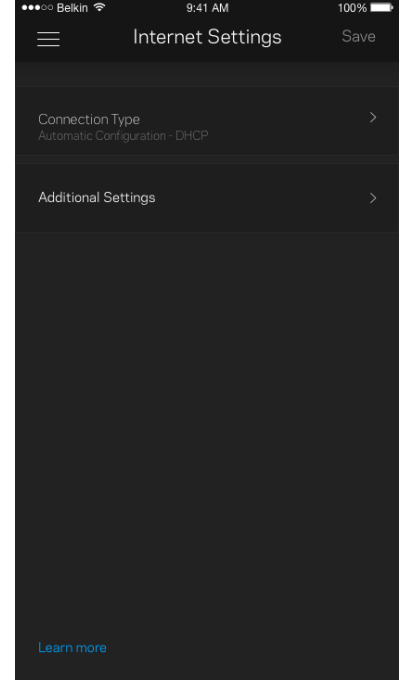 Belkin 9:41 AM 100%
Internet Settings Save
Connection Type
Automatic Configuration - DHCP
Additional Settings
Learn more